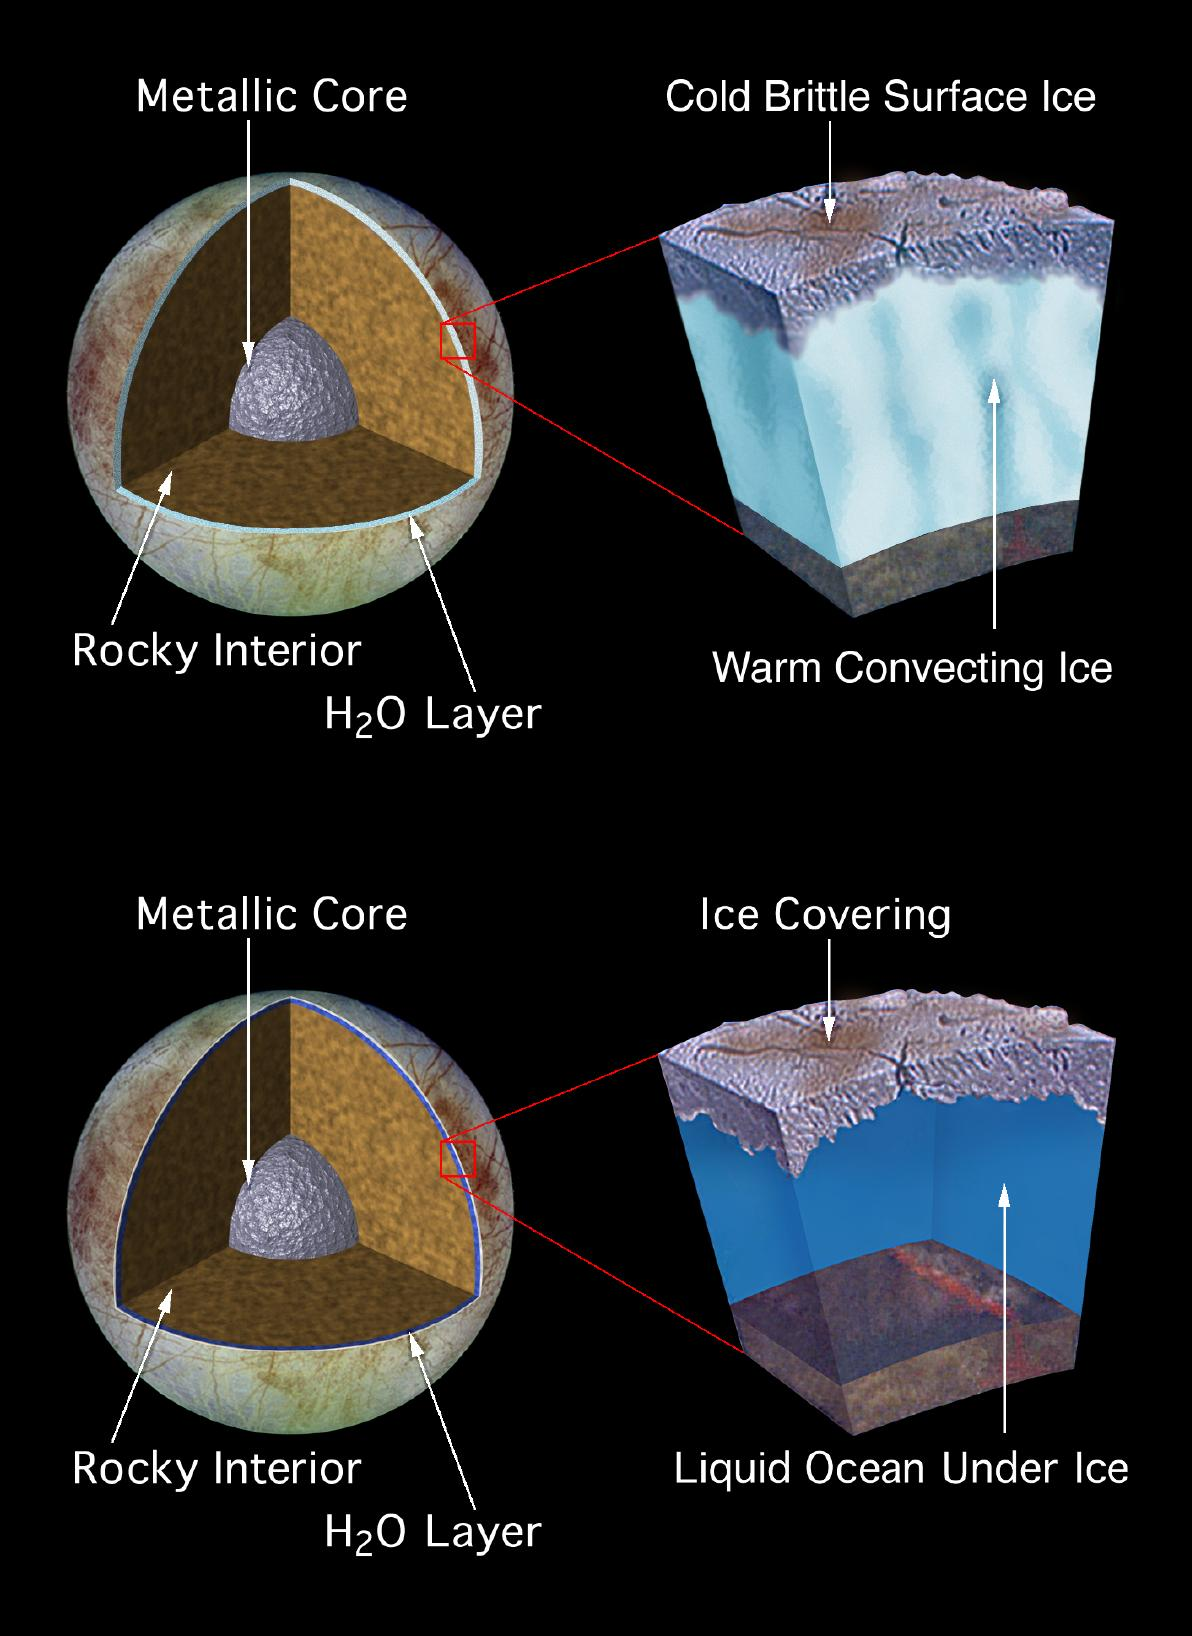 Metallic Core
Cold Brittle Surface Ice
Rocky Interior
Warm Convecting Ice
H₂O Layer
Metallic Core
Ice Covering
Rocky Interior
Liquid Ocean Under Ice
H₂O Layer